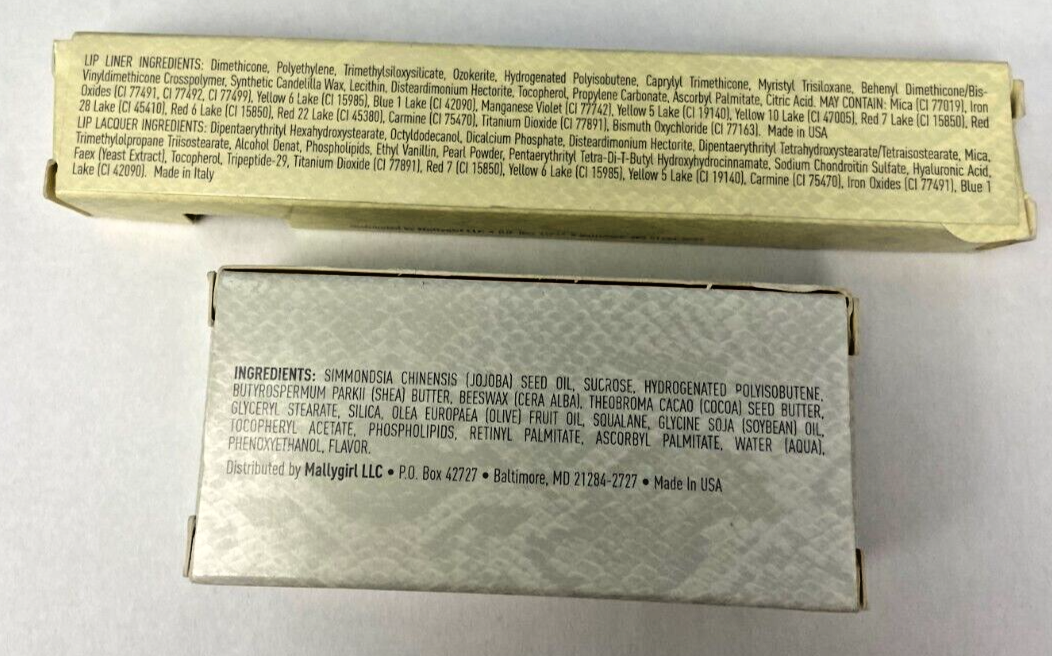 LIP LINER INGREDIENTS: Dimethicone, Polyethylene, Trimethylsiloxysilicate, Ozokerite, Hydrogenated Polyisobutene, Caprylyl Trimethicone, Myristyl Trisiloxane, Behenyl Dimethicone/Bis-
Vinyldimethicone Crosspolymer, Synthetic Candelilla Wax, Lecithin, Disteardimonium Hectorite, Tocopherol, Propylene Carbonate, Ascorbyl Palmitate, Citric Acid. MAY CONTAIN: Mica (CI 77019), Iron
Oxides (CI 77491, CI 77492, CI 77499), Yellow 6 Lake (CI 15985), Blue 1 Lake (CI 42090), Manganese Violet (CI 77742), Yellow 5 Lake (CI 19140), Yellow 10 Lake (CI 47005), Red 7 Lake (CI 15850), Red
28 Lake (CI 45410), Red 6 Lake (CI 15850), Red 22 Lake (CI 45380), Carmine (CI 75470), Titanium Dioxide (CI 77891), Bismuth Oxychloride (CI 77163). Made in USA
LIP LACQUER INGREDIENTS: Dipentaerythrityl Hexahydroxystearate, Octyldodecanol, Dicalcium Phosphate, Disteardimonium Hectorite, Dipentaerythrityl Tetrahydroxystearate/Tetraisostearate, Mica,
Trimethylolpropane Triisostearate, Alcohol Denat, Phospholipids, Ethyl Vanillin, Pearl Powder, Pentaerythrityl Tetra-Di-T-Butyl Hydroxyhydrocinnamate, Sodium Chondroitin Sulfate, Hyaluronic Acid,
Faex (Yeast Extract), Tocopherol, Tripeptide-29, Titanium Dioxide (CI 77891), Red 7 (CI 15850), Yellow 6 Lake (CI 15985), Yellow 5 Lake (CI 19140), Carmine (CI 75470), Iron Oxides (CI 77491), Blue 1
Lake (CI 42090). Made in Italy
Distributed by Mallygirl LLC •
INGREDIENTS: SIMMONDSIA CHINENSIS (JOJOBA) SEED OIL, SUCROSE, HYDROGENATED POLYISOBUTENE,
BUTYROSPERMUM PARKII (SHEA) BUTTER, BEESWAX (CERA ALBA), THEOBROMA CACAO (COCOA) SEED BUTTER,
GLYCERYL STEARATE, SILICA, OLEA EUROPAEA (OLIVE) FRUIT OIL, SQUALANE, GLYCINE SOJA (SOYBEAN) OIL,
TOCOPHERYL ACETATE, PHOSPHOLIPIDS, RETINYL PALMITATE, ASCORBYL PALMITATE, WATER (AQUA),
PHENOXYETHANOL, FLAVOR.
Distributed by Mallygirl LLC • P.O. Box 42727 • Baltimore, MD 21284-2727 • Made In USA